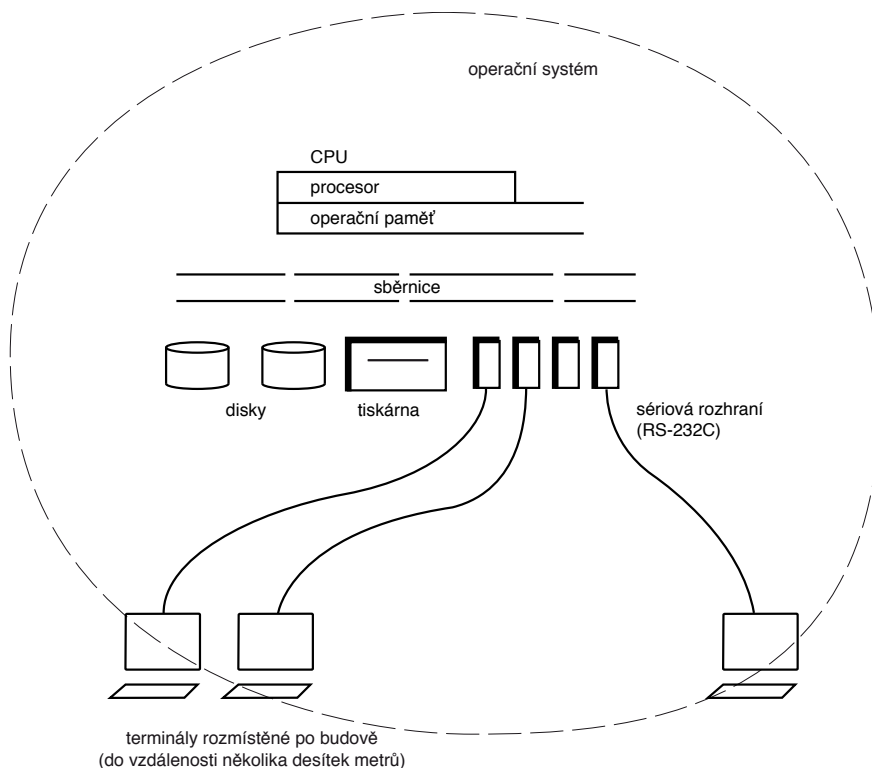 operační systém
CPU
procesor
operační paměť
sběrnice
disky
tiskárna
sériová rozhraní
(RS-232C)
terminály rozmístěné po budově
(do vzdálenosti několika desítek metrů)